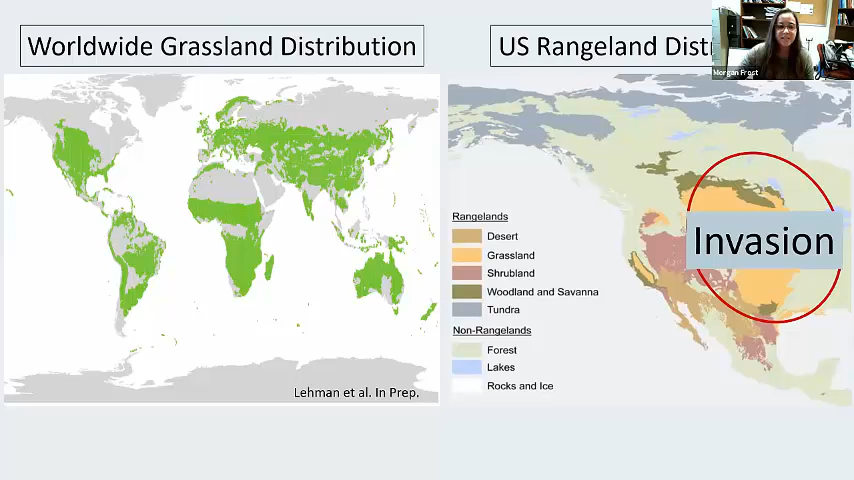 Worldwide Grassland Distribution
US Rangeland Distr
Morgan Frost
Invasion
Rangelands
Desert
Grassland
Shrubland
Woodland and Savanna
Tundra
Non-Rangelands
Forest
Lakes
Rocks and Ice
Lehman et al. In Prep.